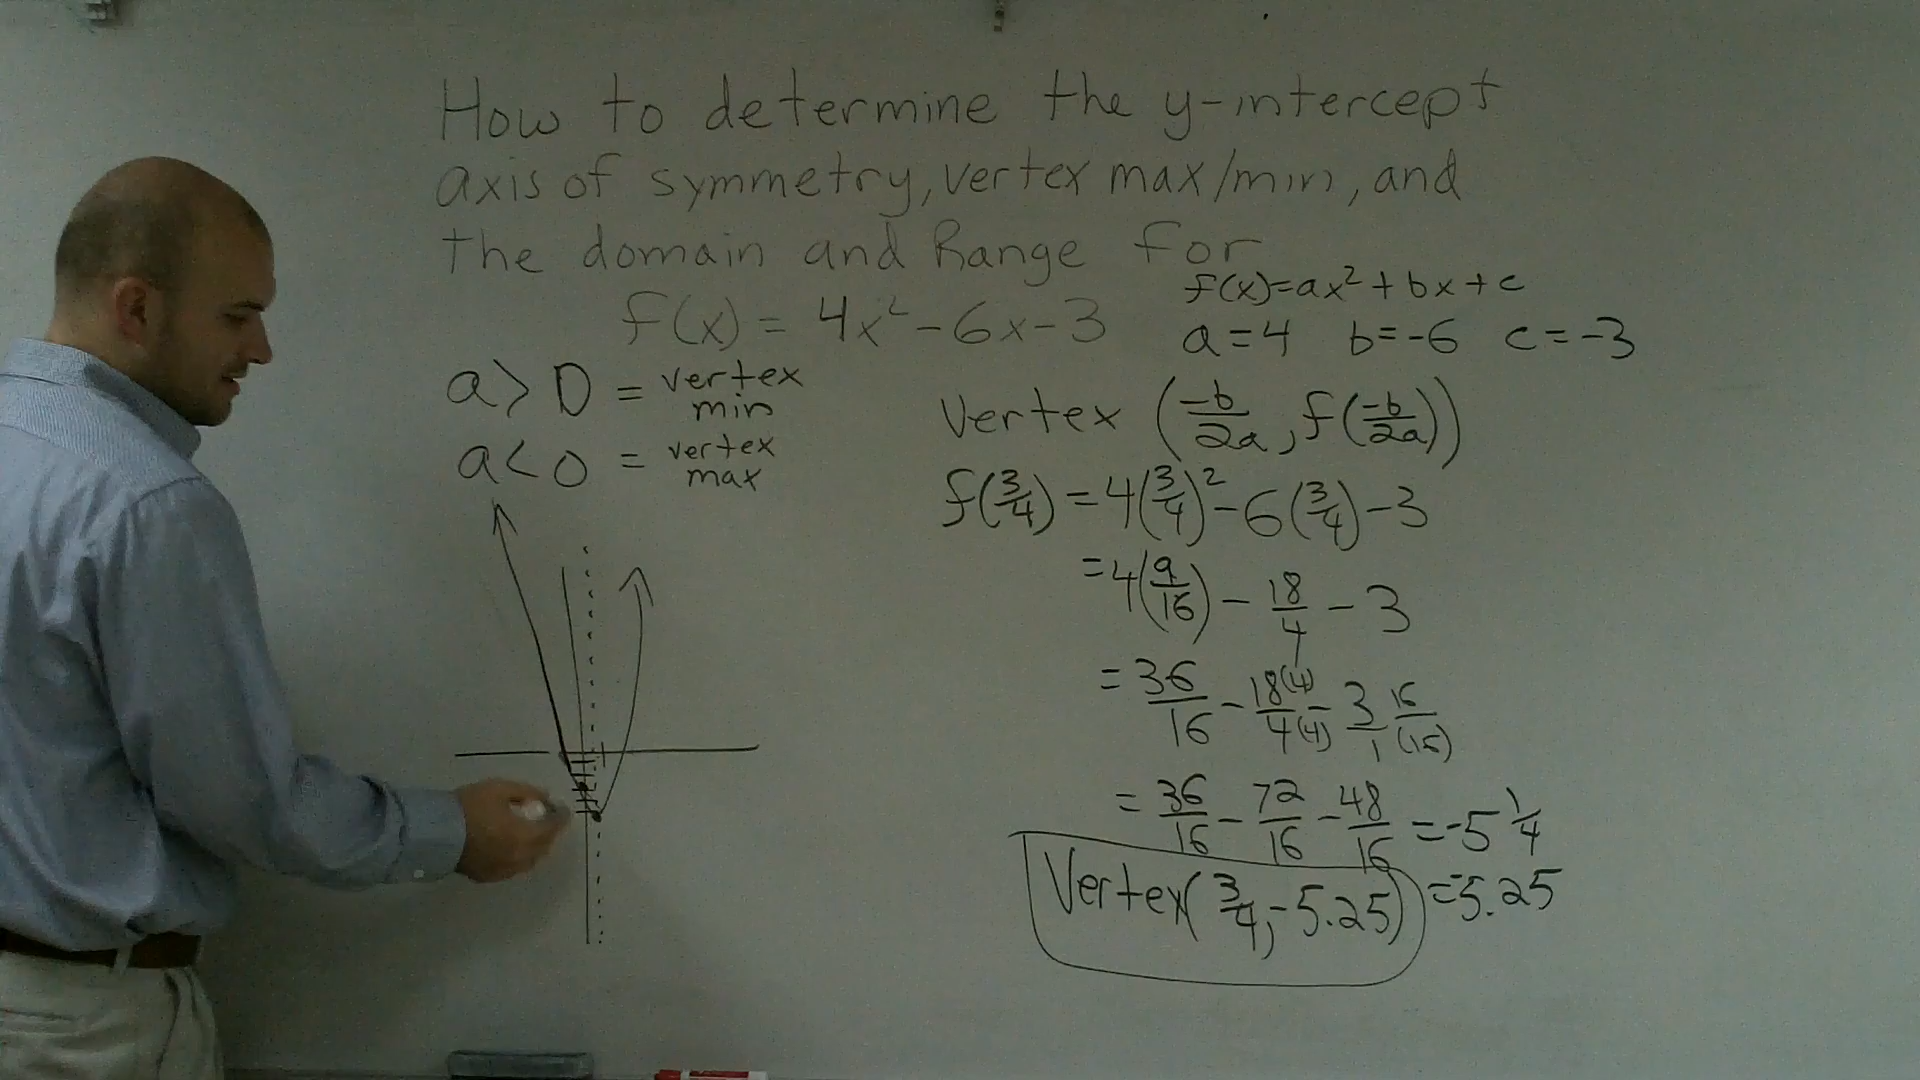 How to determine the y-intercept
axis of symmetry, vertex max/min, and
the domain and Range for
f(x) = 4x² - 6x - 3
f(x)=ax²+bx+c
a=4 b=-6 c=-3
a>0 = vertex min
a<0 = vertex max
Vertex (-b/2a, f(-b/2a))
f(3/4) = 4(3/4)² - 6(3/4) - 3
= 4(9/16) - 18/4 - 3
= 36/16 - 18(4)/4(4) - 3/1 16/(16)
= 36/16 - 72/16 - 48/16 = -5 1/4
Vertex(3/4, -5.25) = -5.25